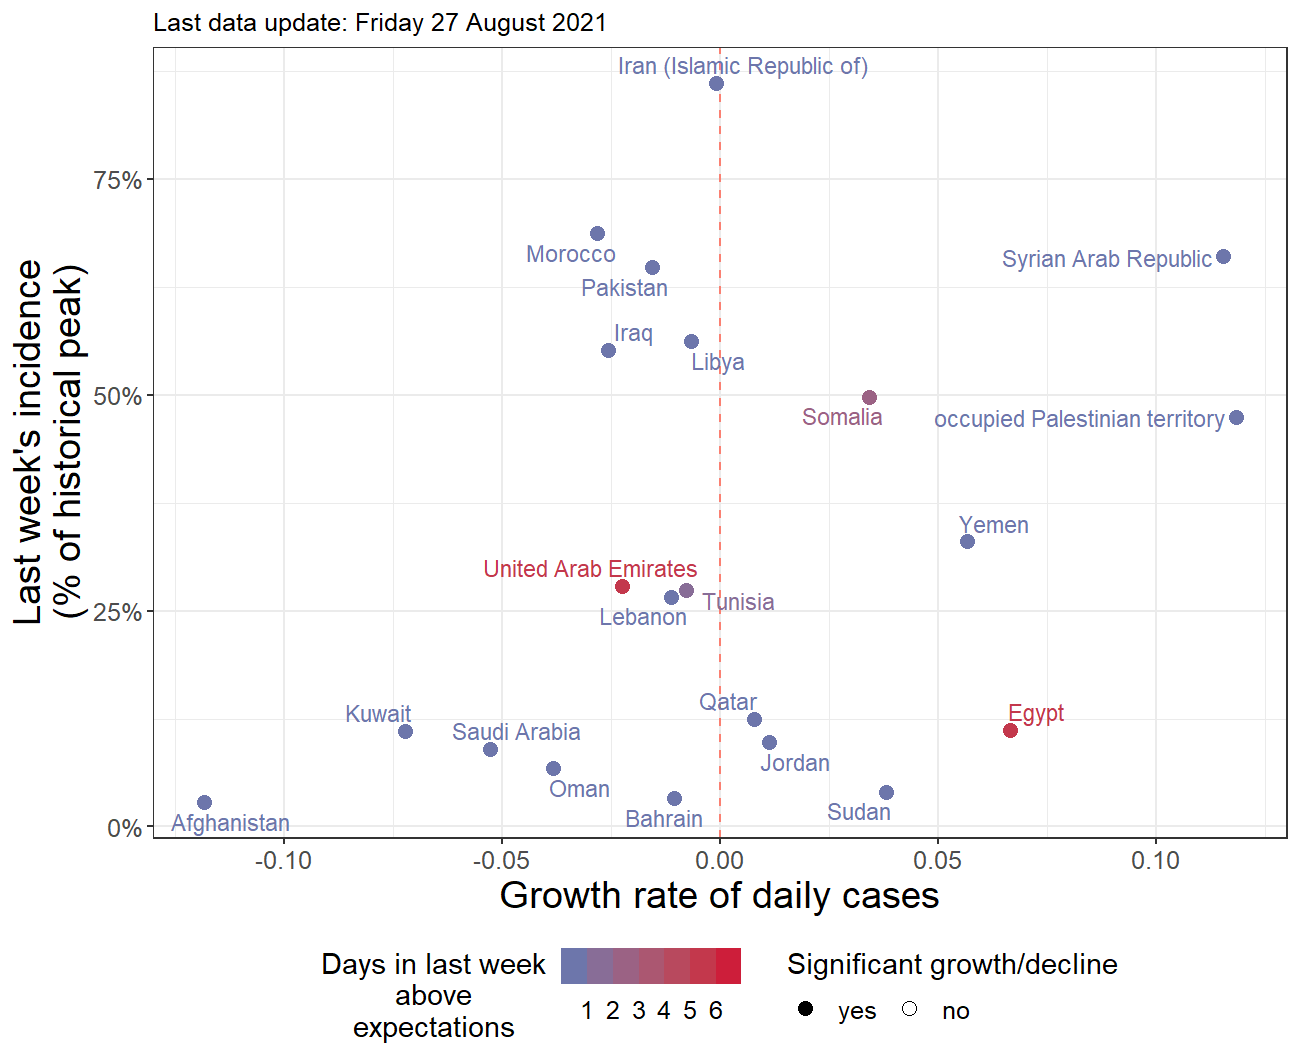 Last data update: Friday 27 August 2021
Iran (Islamic Republic of)
75%
Morocco
Syrian Arab Republic
Pakistan
Iraq
Libya
50%
Somalia
occupied Palestinian territory
Yemen
United Arab Emirates
Tunisia
25%
Lebanon
Qatar
Kuwait
Egypt
Saudi Arabia
Jordan
Oman
Sudan
Bahrain
Afghanistan
0%
Last week's incidence
(% of historical peak)
-0.10 -0.05 0.00 0.05 0.10
Growth rate of daily cases
Days in last week
above
expectations
1 2 3 4 5 6
Significant growth/decline
yes no